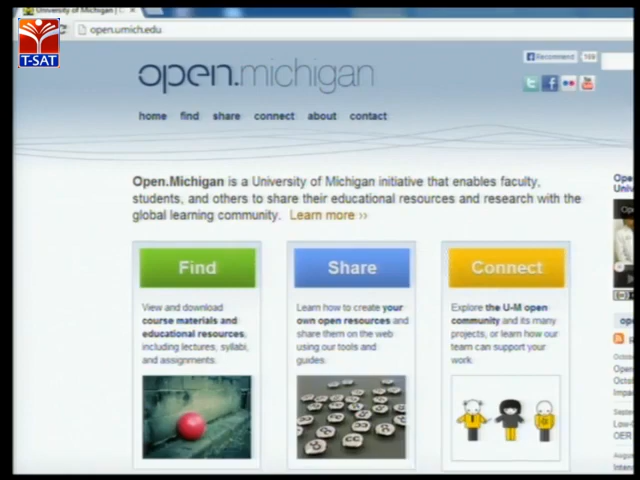 University of Michigan |
T-SAT
open.umich.edu
Recommend
open.michigan
home find share connect about contact
Open.Michigan is a University of Michigan initiative that enables faculty,
students, and others to share their educational resources and research with the
global learning community. Learn more ››
Find
View and download
course materials and
educational resources,
including lectures, syllabi,
and assignments.
Share
Learn how to create your
own open resources and
share them on the web
using our tools and
guides.
Connect
Explore the U-M open
community and its many
projects, or learn how our
team can support your
work.